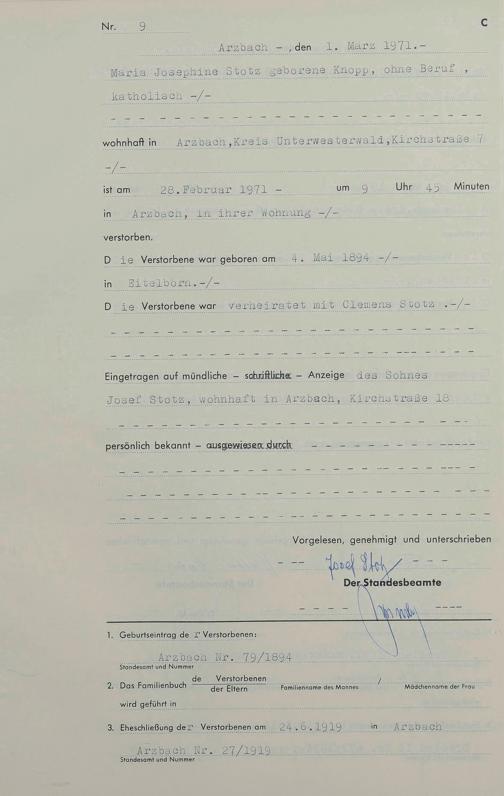 Nr. 9 C
Arzbach - , den 1. März 1971.-
Maria Josephine Stotz geborene Knopp, ohne Beruf ,
katholisch -/-
wohnhaft in Arzbach,Kreis Unterwesterwald,Kirchstraße 7
-/-
ist am 28.Februar 1971 - um 9 Uhr 45 Minuten
in Arzbach, in ihrer Wohnung -/-
verstorben.
D ie Verstorbene war geboren am 4. Mai 1894 -/-
in Eitelborn.-/-
D ie Verstorbene war verheiratet mit Clemens Stotz .-/-
Eingetragen auf mündliche – schriftliche – Anzeige des Sohnes
Josef Stotz, wohnhaft in Arzbach, Kirchstraße 18
persönlich bekannt – ausgewiesen durch
Vorgelesen, genehmigt und unterschrieben
Josef Stotz
Der Standesbeamte
1. Geburtseintrag de r Verstorbenen:
Arzbach Nr. 79/1894
Standesamt und Nummer
2. Das Familienbuch de Verstorbenen / der Eltern Familienname des Mannes / Mädchenname der Frau
wird geführt in
3. Eheschließung der Verstorbenen am 24.6.1919 in Arzbach
Arzbach Nr. 27/1919
Standesamt und Nummer